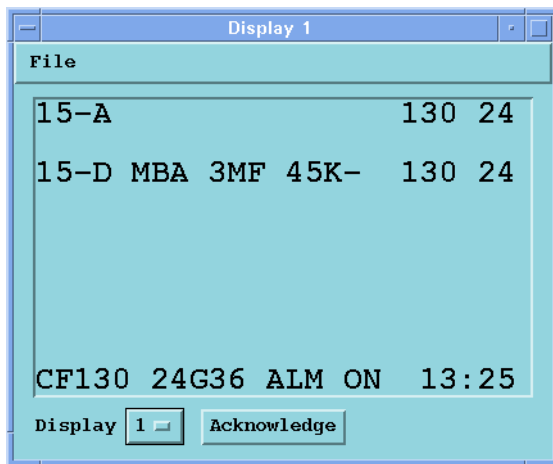 Display 1
File
15-A 130 24
15-D MBA 3MF 45K- 130 24
CF130 24G36 ALM ON 13:25
Display 1 Acknowledge